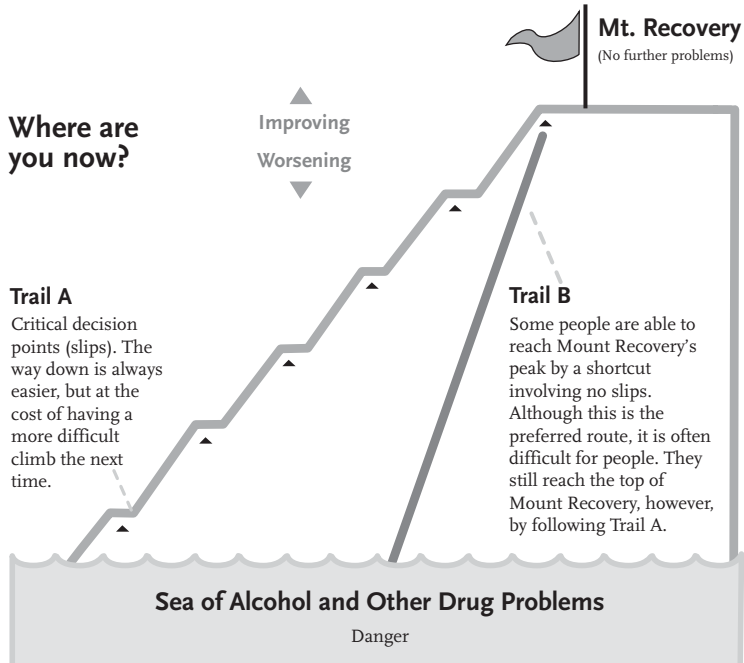 Mt. Recovery
(No further problems)
Where are
you now?
Improving
Worsening
Trail A
Critical decision
points (slips). The
way down is always
easier, but at the
cost of having a
more difficult
climb the next
time.
Trail B
Some people are able to
reach Mount Recovery’s
peak by a shortcut
involving no slips.
Although this is the
preferred route, it is often
difficult for people. They
still reach the top of
Mount Recovery, however,
by following Trail A.
Sea of Alcohol and Other Drug Problems
Danger